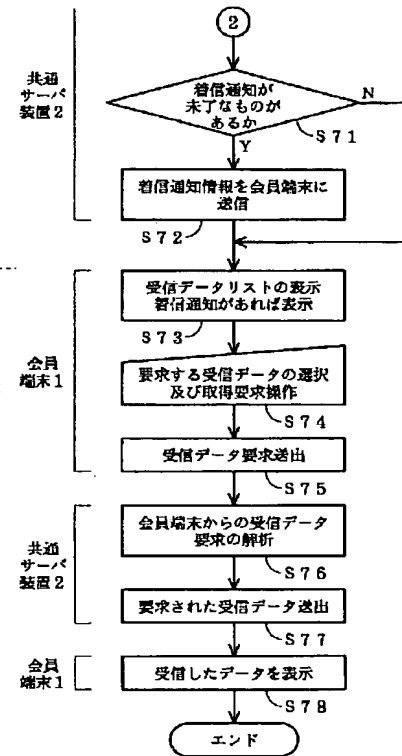 2
共通
サーバ
装置2
着信通知が
未了なものが
あるか
N
S71
Y
着信通知情報を会員端末に
送信
S72
会員
端末1
受信データリストの表示
着信通知があれば表示
S73
要求する受信データの選択
及び取得要求操作
S74
受信データ要求送出
S75
共通
サーバ
装置2
会員端末からの受信データ
要求の解析
S76
要求された受信データ送出
S77
会員
端末1
受信したデータを表示
S78
エンド